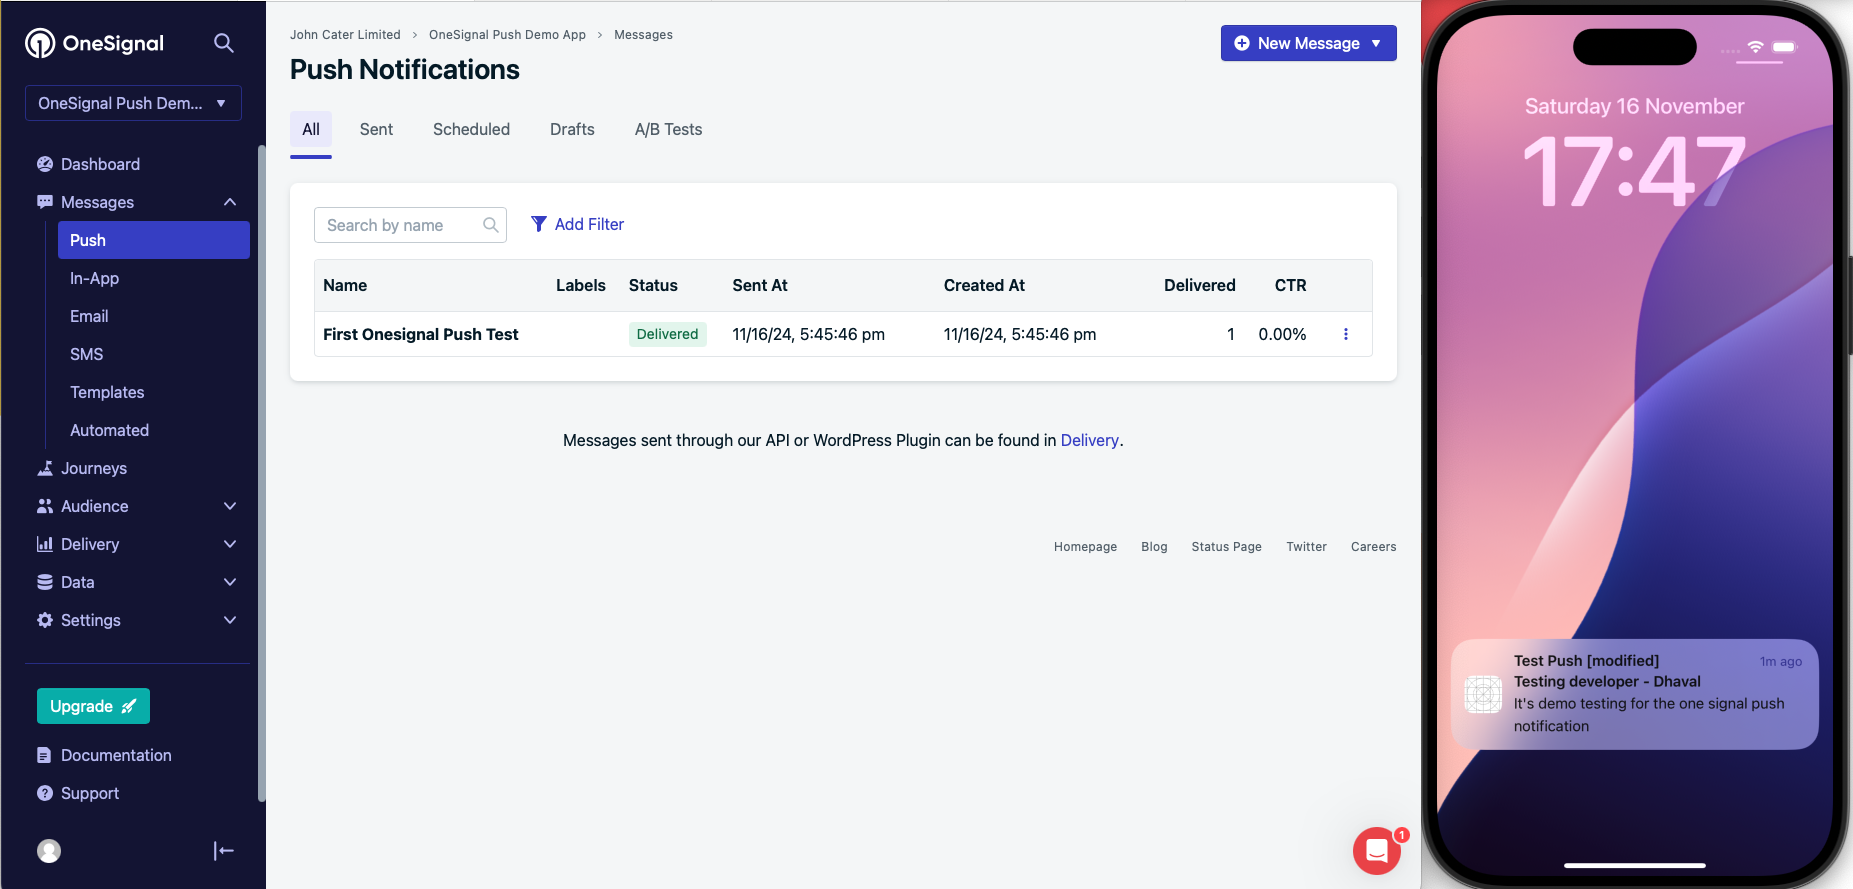 OneSignal
OneSignal Push Dem...
Dashboard
Messages
Push
In-App
Email
SMS
Templates
Automated
Journeys
Audience
Delivery
Data
Settings
Upgrade
Documentation
Support
John Cater Limited > OneSignal Push Demo App > Messages
Push Notifications
New Message
All Sent Scheduled Drafts A/B Tests
Search by name Add Filter
Name Labels Status Sent At Created At Delivered CTR
First Onesignal Push Test Delivered 11/16/24, 5:45:46 pm 11/16/24, 5:45:46 pm 1 0.00%
Messages sent through our API or WordPress Plugin can be found in Delivery.
Homepage Blog Status Page Twitter Careers
1
Saturday 16 November
17:47
Test Push [modified] 1m ago
Testing developer - Dhaval
It's demo testing for the one signal push
notification